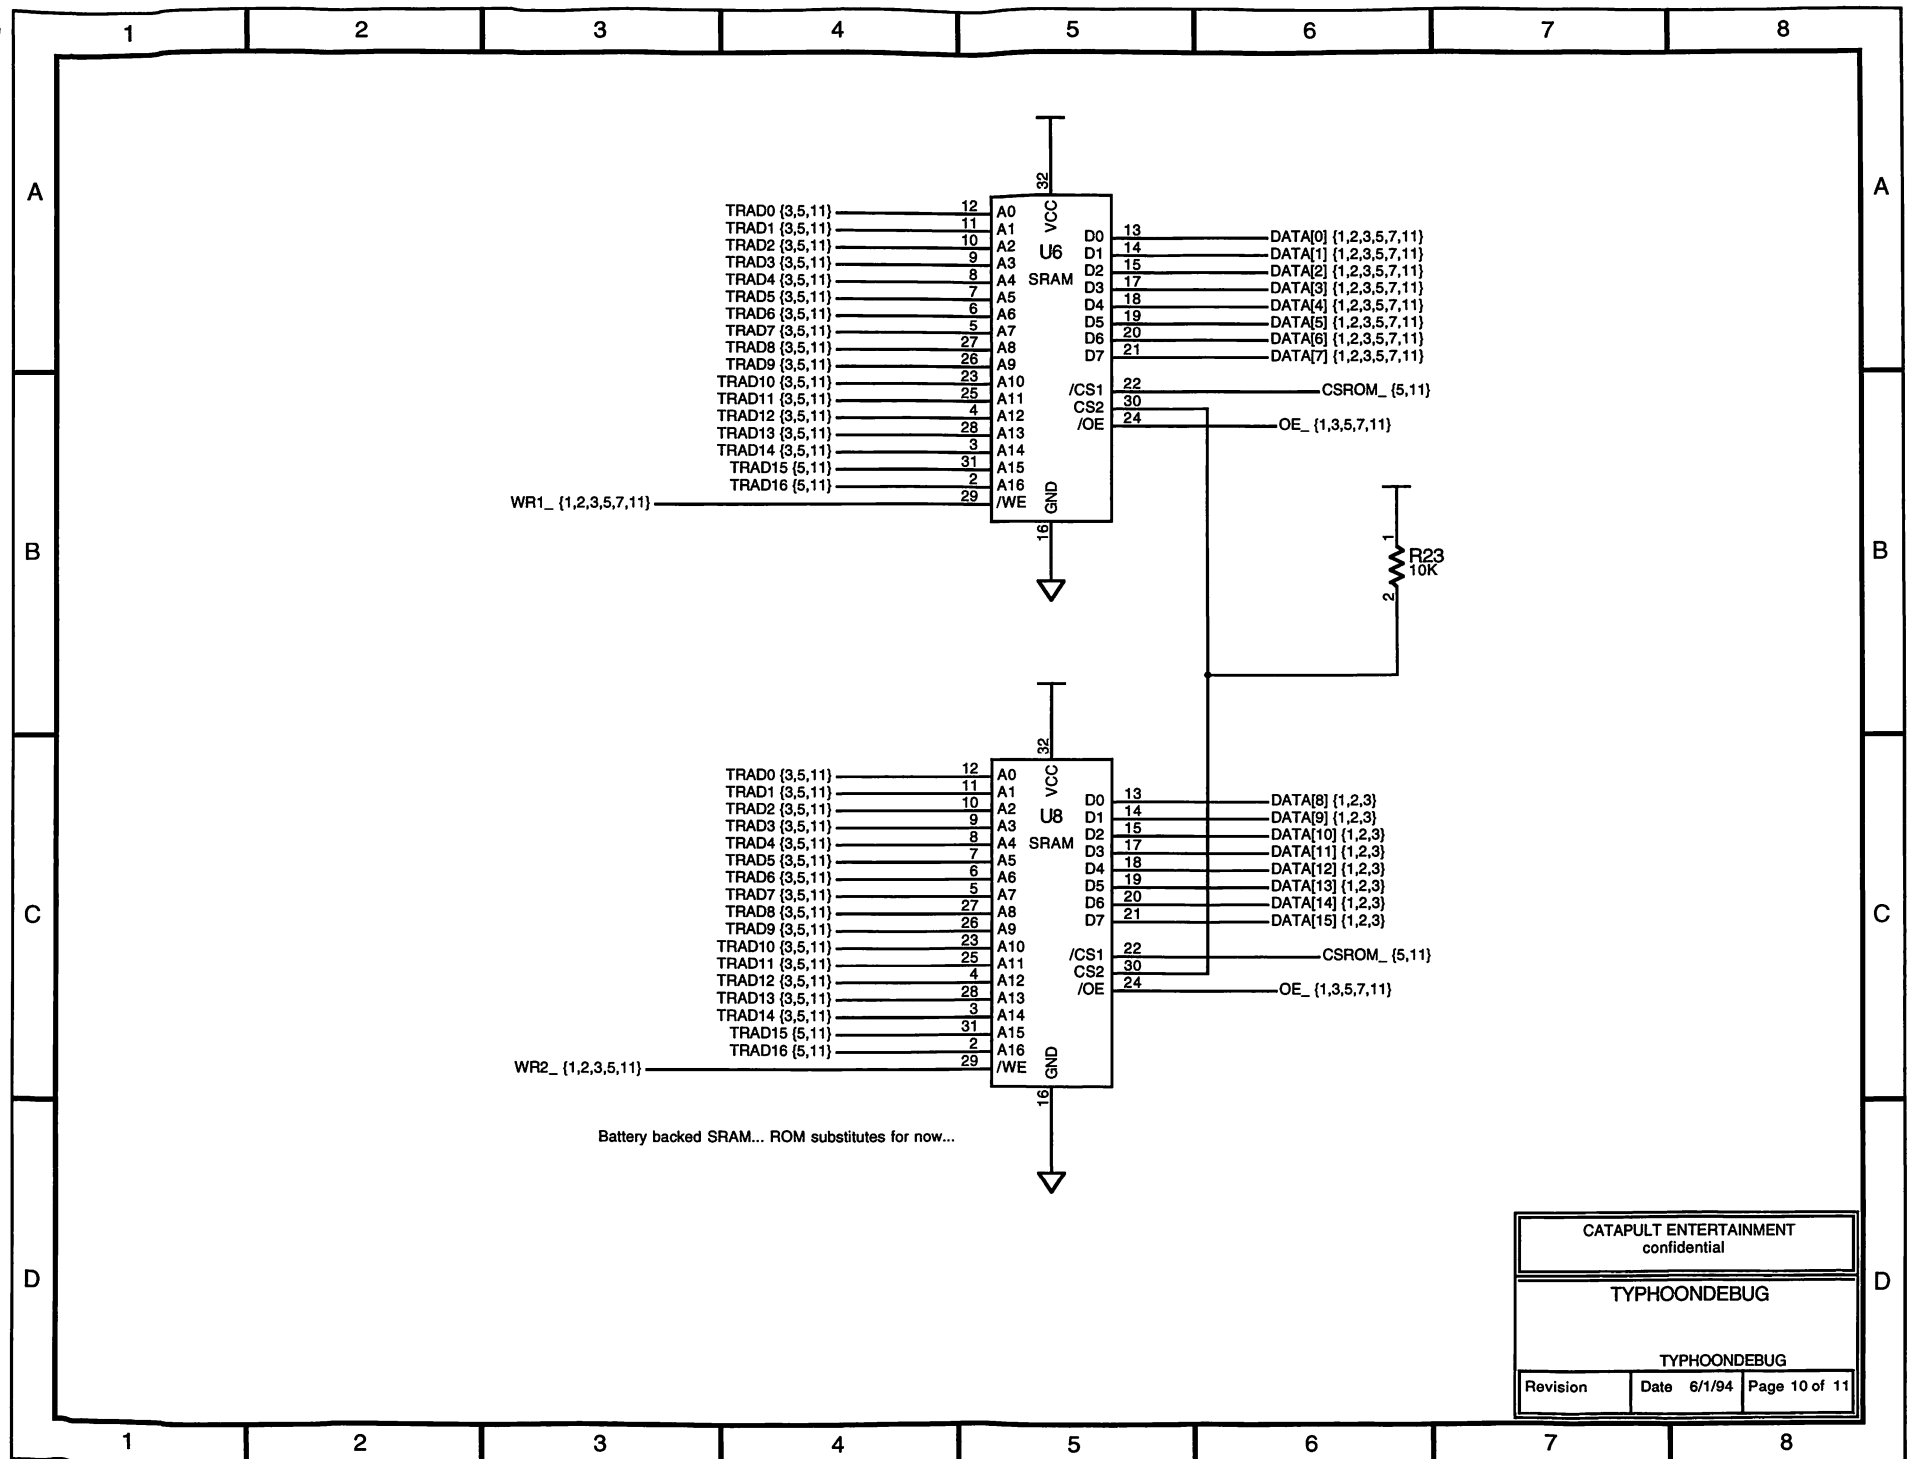 1 2 3 4 5 6 7 8
A
A
32
VCC
U6
SRAM
TRAD0 {3,5,11} 12 A0
TRAD1 {3,5,11} 11 A1
TRAD2 {3,5,11} 10 A2
TRAD3 {3,5,11} 9 A3
TRAD4 {3,5,11} 8 A4
TRAD5 {3,5,11} 7 A5
TRAD6 {3,5,11} 6 A6
TRAD7 {3,5,11} 5 A7
TRAD8 {3,5,11} 27 A8
TRAD9 {3,5,11} 26 A9
TRAD10 {3,5,11} 23 A10
TRAD11 {3,5,11} 25 A11
TRAD12 {3,5,11} 4 A12
TRAD13 {3,5,11} 28 A13
TRAD14 {3,5,11} 3 A14
TRAD15 {5,11} 31 A15
TRAD16 {5,11} 2 A16
WR1_ {1,2,3,5,7,11} 29 /WE
D0 13 DATA[0] {1,2,3,5,7,11}
D1 14 DATA[1] {1,2,3,5,7,11}
D2 15 DATA[2] {1,2,3,5,7,11}
D3 17 DATA[3] {1,2,3,5,7,11}
D4 18 DATA[4] {1,2,3,5,7,11}
D5 19 DATA[5] {1,2,3,5,7,11}
D6 20 DATA[6] {1,2,3,5,7,11}
D7 21 DATA[7] {1,2,3,5,7,11}
/CS1 22 CSROM_ {5,11}
CS2 30
/OE 24 OE_ {1,3,5,7,11}
GND
16
B
B
1
R23
10K
2
32
VCC
U8
SRAM
TRAD0 {3,5,11} 12 A0
TRAD1 {3,5,11} 11 A1
TRAD2 {3,5,11} 10 A2
TRAD3 {3,5,11} 9 A3
TRAD4 {3,5,11} 8 A4
TRAD5 {3,5,11} 7 A5
TRAD6 {3,5,11} 6 A6
TRAD7 {3,5,11} 5 A7
TRAD8 {3,5,11} 27 A8
TRAD9 {3,5,11} 26 A9
TRAD10 {3,5,11} 23 A10
TRAD11 {3,5,11} 25 A11
TRAD12 {3,5,11} 4 A12
TRAD13 {3,5,11} 28 A13
TRAD14 {3,5,11} 3 A14
TRAD15 {5,11} 31 A15
TRAD16 {5,11} 2 A16
WR2_ {1,2,3,5,11} 29 /WE
D0 13 DATA[8] {1,2,3}
D1 14 DATA[9] {1,2,3}
D2 15 DATA[10] {1,2,3}
D3 17 DATA[11] {1,2,3}
D4 18 DATA[12] {1,2,3}
D5 19 DATA[13] {1,2,3}
D6 20 DATA[14] {1,2,3}
D7 21 DATA[15] {1,2,3}
/CS1 22 CSROM_ {5,11}
CS2 30
/OE 24 OE_ {1,3,5,7,11}
GND
16
C
C
Battery backed SRAM... ROM substitutes for now...
D
D
CATAPULT ENTERTAINMENT
confidential
TYPHOONDEBUG
TYPHOONDEBUG
Revision Date 6/1/94 Page 10 of 11
1 2 3 4 5 6 7 8